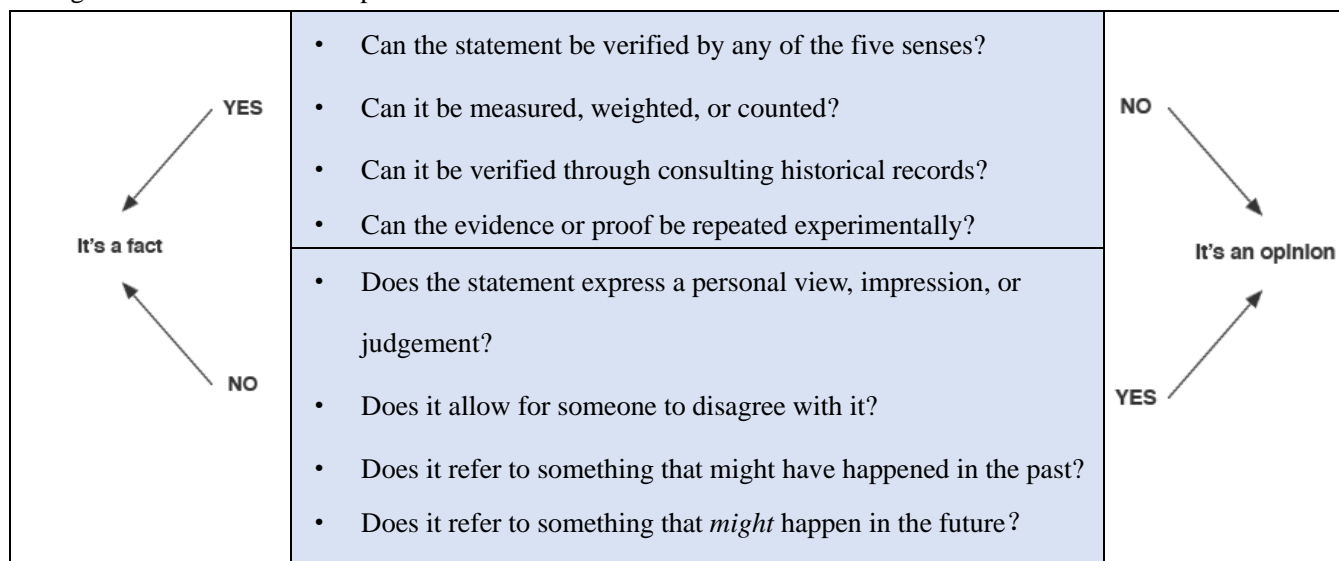 • Can the statement be verified by any of the five senses?
YES
NO
• Can it be measured, weighted, or counted?
• Can it be verified through consulting historical records?
• Can the evidence or proof be repeated experimentally?
It's a fact
It's an opinion
• Does the statement express a personal view, impression, or
judgement?
NO
YES
• Does it allow for someone to disagree with it?
• Does it refer to something that might have happened in the past?
• Does it refer to something that might happen in the future?